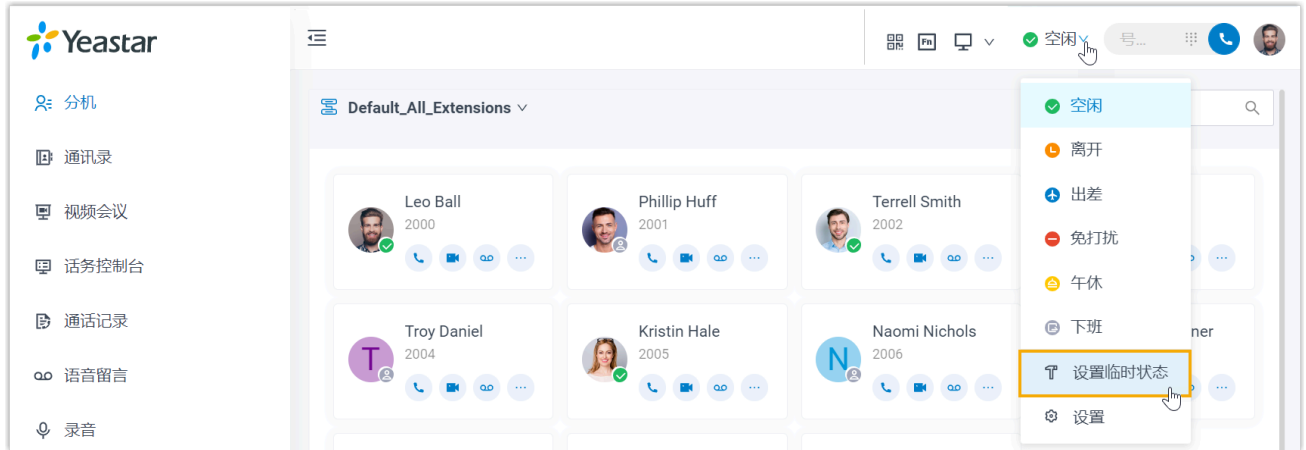 Yeastar
Fn
空闲
号...
分机
通讯录
视频会议
话务控制台
通话记录
语音留言
录音
Default_All_Extensions
Leo Ball
2000
Phillip Huff
2001
Terrell Smith
2002
Troy Daniel
2004
T
Kristin Hale
2005
Naomi Nichols
2006
N
ner
空闲
离开
出差
免打扰
午休
下班
设置临时状态
设置